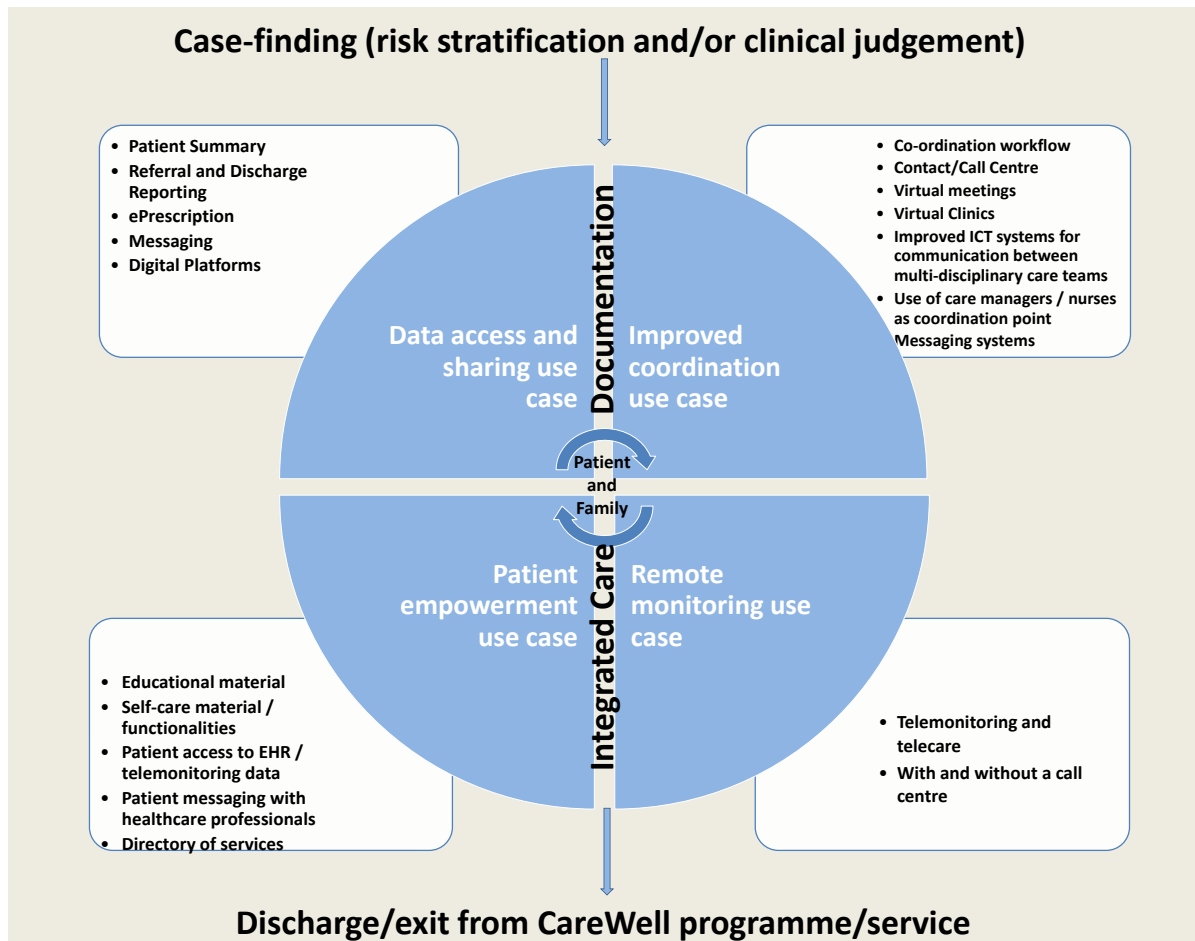 Case-finding (risk stratification and/or clinical judgement)
• Patient Summary
• Referral and Discharge
Reporting
• ePrescription
• Messaging
• Digital Platforms
• Co-ordination workflow
• Contact/Call Centre
• Virtual meetings
• Virtual Clinics
• Improved ICT systems for
communication between
multi-disciplinary care teams
• Use of care managers / nurses
as coordination point
Messaging systems
Data access and
sharing use
case
Documentation
Improved
coordination
use case
Patient
and
Family
Patient
empowerment
use case
Integrated Care
Remote
monitoring use
case
• Educational material
• Self-care material /
functionalities
• Patient access to EHR /
telemonitoring data
• Patient messaging with
healthcare professionals
• Directory of services
• Telemonitoring and
telecare
• With and without a call
centre
Discharge/exit from CareWell programme/service